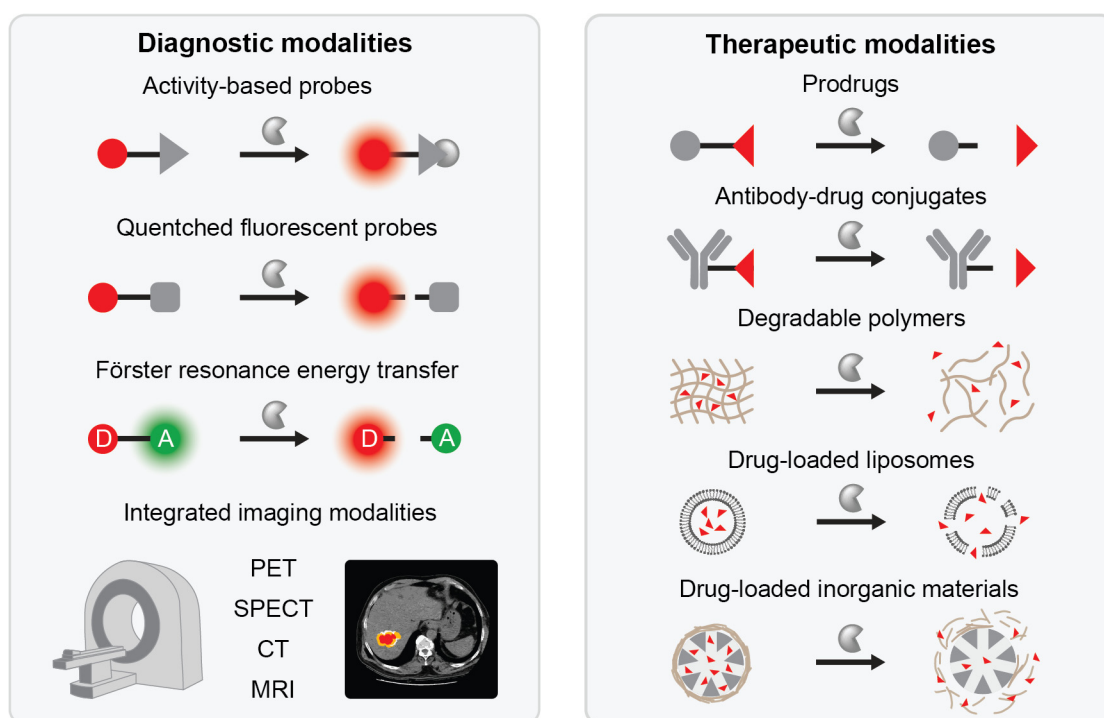 Diagnostic modalities
Activity-based probes
Quentched fluorescent probes
Förster resonance energy transfer
D
A
D
A
Integrated imaging modalities
PET
SPECT
CT
MRI
Therapeutic modalities
Prodrugs
Antibody-drug conjugates
Degradable polymers
Drug-loaded liposomes
Drug-loaded inorganic materials